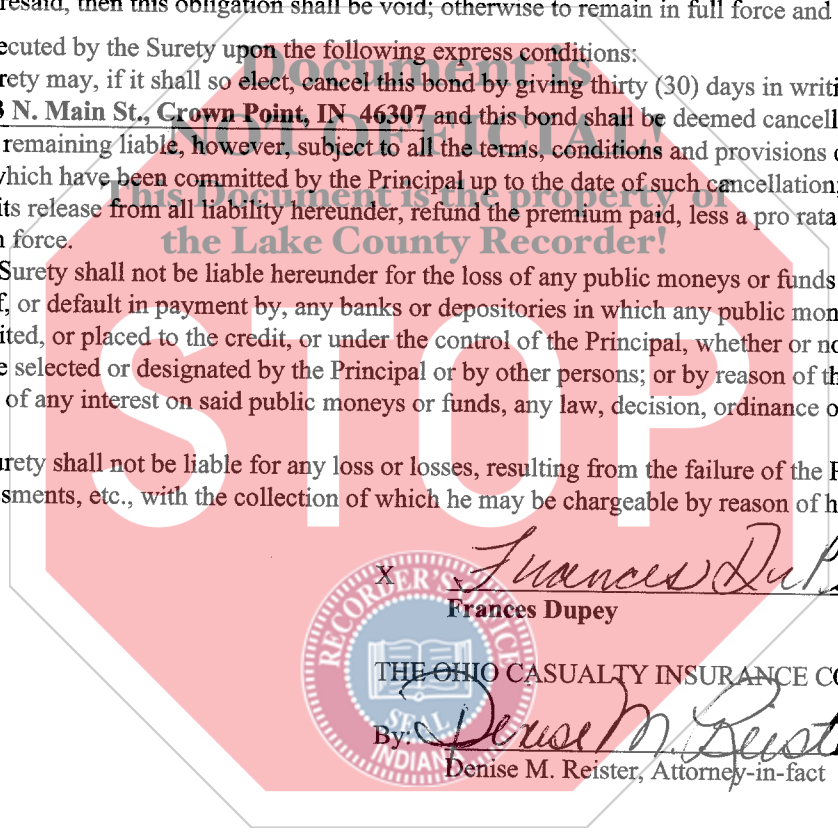 resaid, then this obligation shall be void; otherwise to remain in full force and
ecuted by the Surety upon the following express conditions:
Document is
rety may, if it shall so elect, cancel this bond by giving thirty (30) days in writi
3 N. Main St., Crown Point, IN 46307 and this bond shall be deemed cancell
NOT OFFICIAL!
remaining liable, however, subject to all the terms, conditions and provisions
which have been committed by the Principal up to the date of such cancellation;
This Document is the property of
its release from all liability hereunder, refund the premium paid, less a pro rata
n force.
the Lake County Recorder!
Surety shall not be liable hereunder for the loss of any public moneys or funds
f, or default in payment by, any banks or depositories in which any public mon
ited, or placed to the credit, or under the control of the Principal, whether or no
e selected or designated by the Principal or by other persons; or by reason of th
of any interest on said public moneys or funds, any law, decision, ordinance o
STOP
urety shall not be liable for any loss or losses, resulting from the failure of the P
sments, etc., with the collection of which he may be chargeable by reason of h
X Frances DuP
Frances Dupey
RECORDER'S OFFICE
SEAL
INDIANA
THE OHIO CASUALTY INSURANCE CO
By: Denise M. Reist
Denise M. Reister, Attorney-in-fact